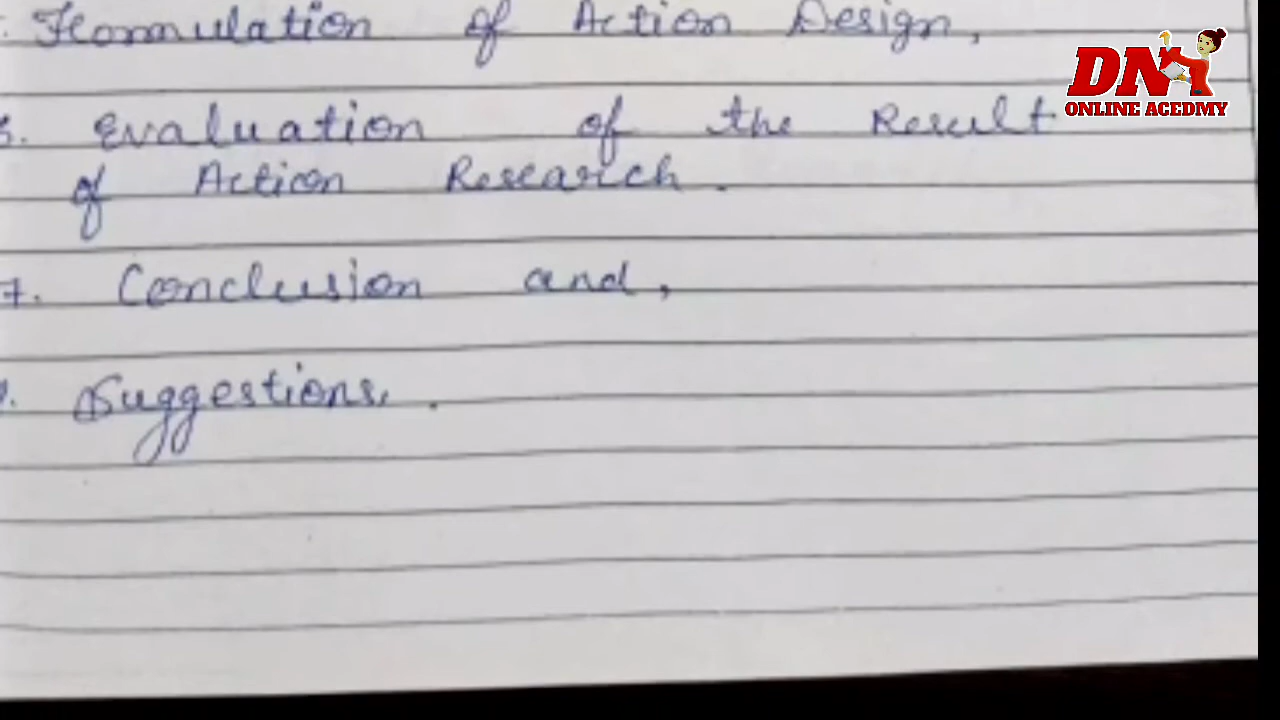 . Formulation of Action Design,
DN
ONLINE ACEDMY
. Evaluation of the Result
of Action Research.
7. Conclusion and,
. Suggestions. .